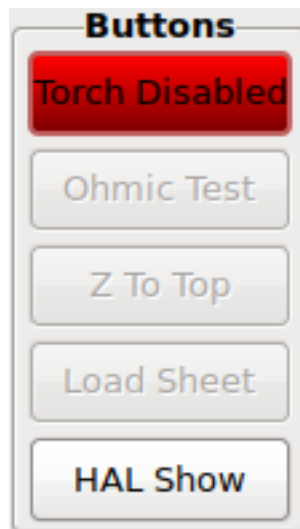 Buttons
Torch Disabled
Ohmic Test
Z To Top
Load Sheet
HAL Show